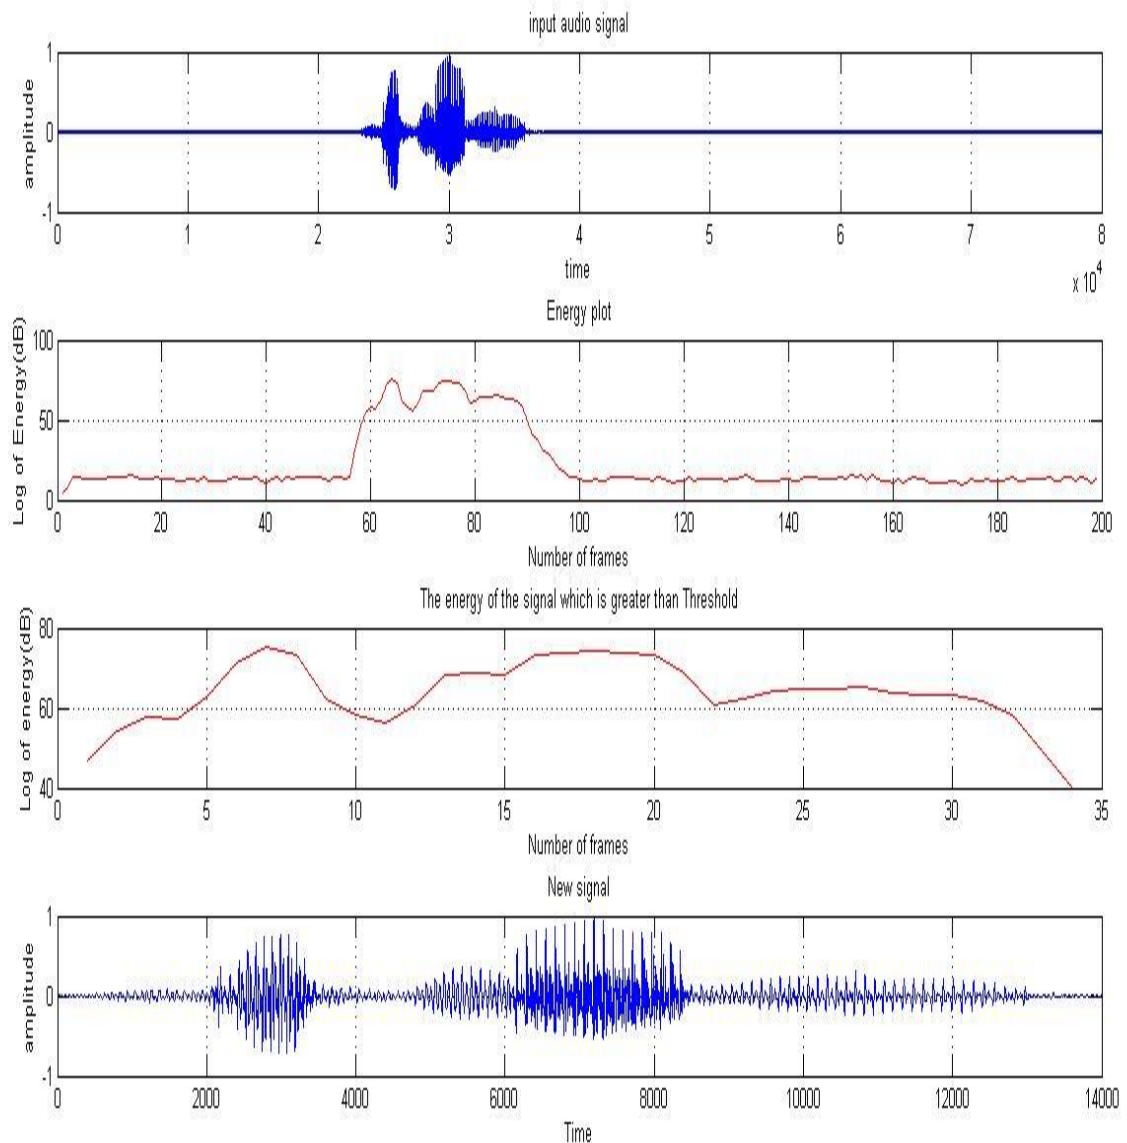 input audio signal
1
0
-1
amplitude
0 1 2 3 4 5 6 7 8
time
x 10^4
Energy plot
100
50
0
Log of Energy(dB)
0 20 40 60 80 100 120 140 160 180 200
Number of frames
The energy of the signal which is greater than Threshold
80
60
40
Log of energy(dB)
0 5 10 15 20 25 30 35
Number of frames
New signal
1
0
-1
amplitude
0 2000 4000 6000 8000 10000 12000 14000
Time